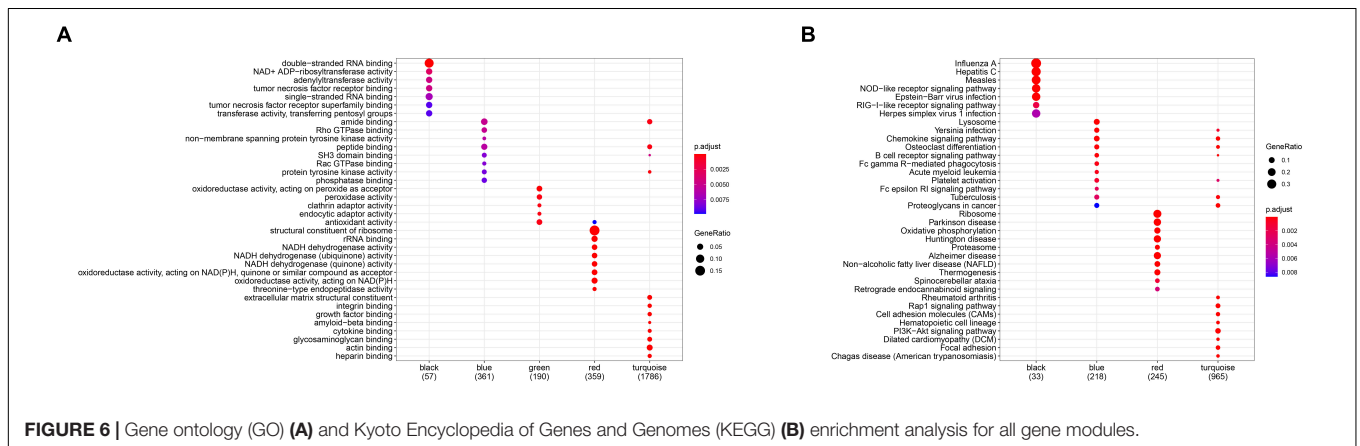 A
double-stranded RNA binding
NAD+ ADP-ribosyltransferase activity
adenylyltransferase activity
tumor necrosis factor receptor binding
single-stranded RNA binding
tumor necrosis factor receptor superfamily binding
transferase activity, transferring pentosyl groups
amide binding
Rho GTPase binding
non-membrane spanning protein tyrosine kinase activity
peptide binding
SH3 domain binding
Rac GTPase binding
protein tyrosine kinase activity
phosphatase binding
oxidoreductase activity, acting on peroxide as acceptor
peroxidase activity
clathrin adaptor activity
endocytic adaptor activity
antioxidant activity
structural constituent of ribosome
rRNA binding
NADH dehydrogenase activity
NADH dehydrogenase (ubiquinone) activity
NADH dehydrogenase (quinone) activity
oxidoreductase activity, acting on NAD(P)H, quinone or similar compound as acceptor
oxidoreductase activity, acting on NAD(P)H
threonine-type endopeptidase activity
extracellular matrix structural constituent
integrin binding
growth factor binding
amyloid-beta binding
cytokine binding
glycosaminoglycan binding
actin binding
heparin binding
black blue green red turquoise
(57) (361) (190) (359) (1786)
p.adjust
0.0025
0.0050
0.0075
GeneRatio
0.05
0.10
0.15
B
Influenza A
Hepatitis C
Measles
NOD-like receptor signaling pathway
Epstein-Barr virus infection
RIG-I-like receptor signaling pathway
Herpes simplex virus 1 infection
Lysosome
Yersinia infection
Chemokine signaling pathway
Osteoclast differentiation
B cell receptor signaling pathway
Fc gamma R-mediated phagocytosis
Acute myeloid leukemia
Platelet activation
Fc epsilon RI signaling pathway
Tuberculosis
Proteoglycans in cancer
Ribosome
Parkinson disease
Oxidative phosphorylation
Huntington disease
Proteasome
Alzheimer disease
Non-alcoholic fatty liver disease (NAFLD)
Thermogenesis
Spinocerebellar ataxia
Retrograde endocannabinoid signaling
Rheumatoid arthritis
Rap1 signaling pathway
Cell adhesion molecules (CAMs)
Hematopoietic cell lineage
PI3K-Akt signaling pathway
Dilated cardiomyopathy (DCM)
Focal adhesion
Chagas disease (American trypanosomiasis)
black blue red turquoise
(33) (218) (245) (965)
GeneRatio
0.1
0.2
0.3
p.adjust
0.002
0.004
0.006
0.008
FIGURE 6 | Gene ontology (GO) (A) and Kyoto Encyclopedia of Genes and Genomes (KEGG) (B) enrichment analysis for all gene modules.